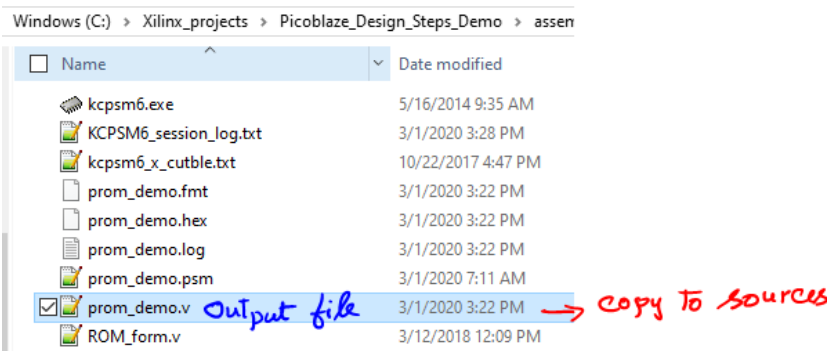 Windows (C:) > Xilinx_projects > Picoblaze_Design_Steps_Demo > assem
Name Date modified
kcpsm6.exe 5/16/2014 9:35 AM
KCPSM6_session_log.txt 3/1/2020 3:28 PM
kcpsm6_x_cutble.txt 10/22/2017 4:47 PM
prom_demo.fmt 3/1/2020 3:22 PM
prom_demo.hex 3/1/2020 3:22 PM
prom_demo.log 3/1/2020 3:22 PM
prom_demo.psm 3/1/2020 7:11 AM
prom_demo.v Output file 3/1/2020 3:22 PM → copy to sources
ROM_form.v 3/12/2018 12:09 PM